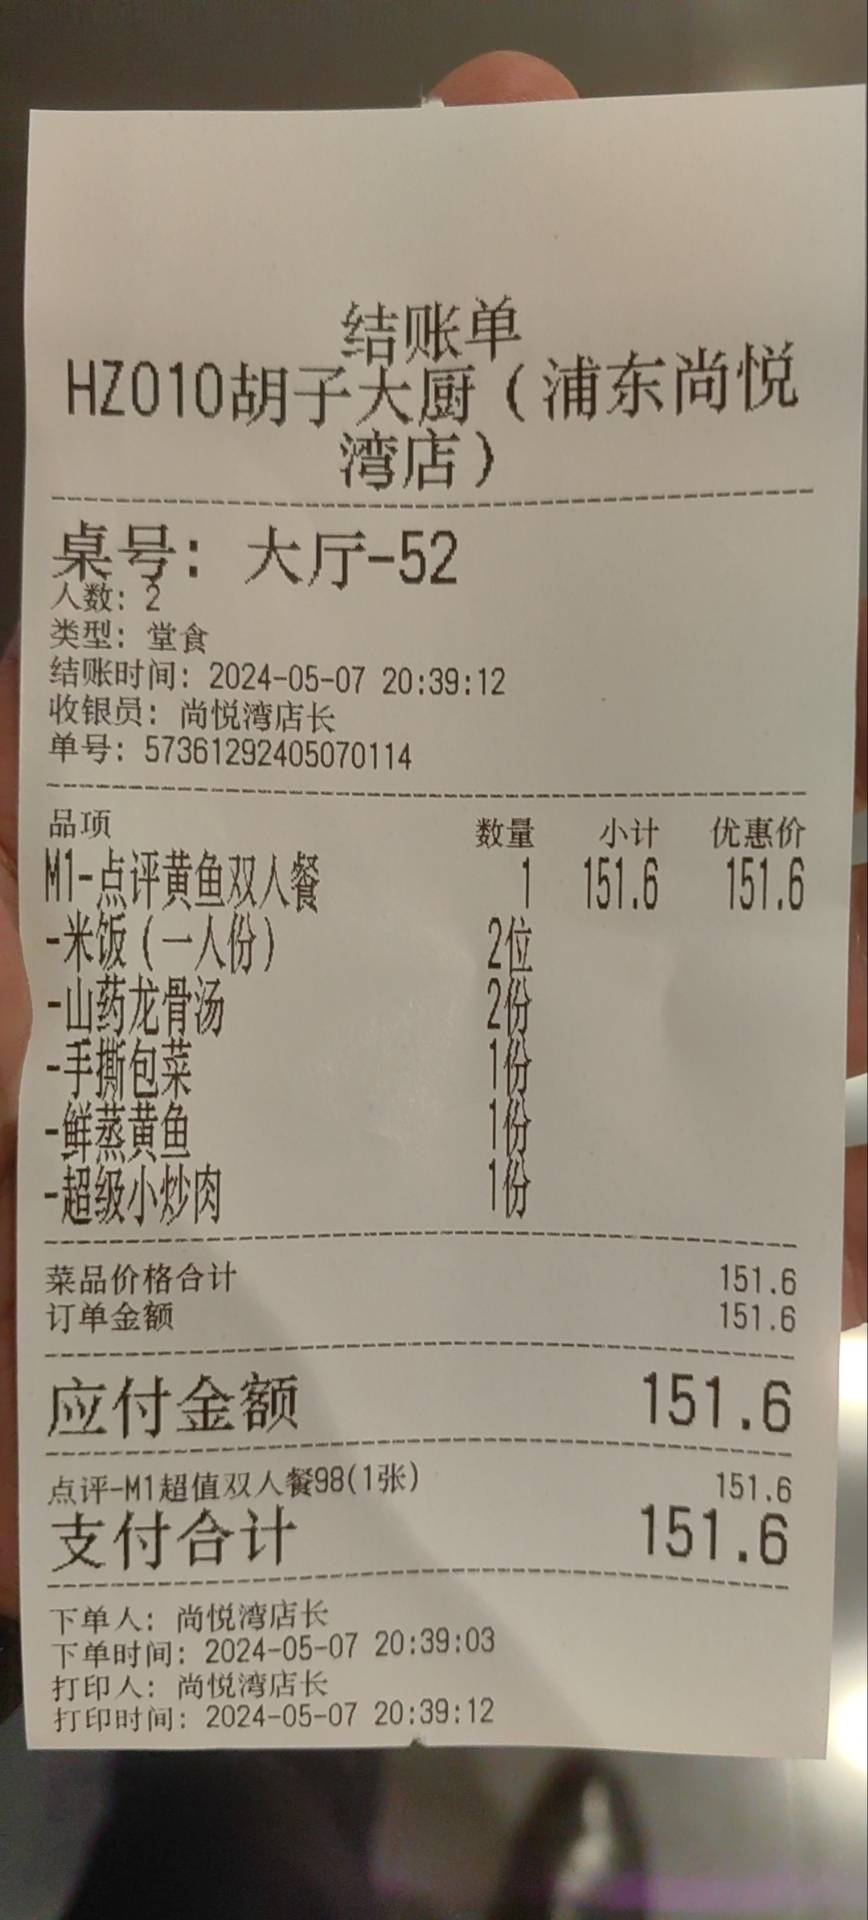 结账单
HZ010胡子大厨（浦东尚悦
湾店）
桌号：大厅-52
人数：2
类型：堂食
结账时间：2024-05-07 20:39:12
收银员：尚悦湾店长
单号：57361292405070114
品项 数量 小计 优惠价
M1-点评黄鱼双人餐 1 151.6 151.6
-米饭（一人份） 2位
-山药龙骨汤 2份
-手撕包菜 1份
-鲜蒸黄鱼 1份
-超级小炒肉 1份
菜品价格合计 151.6
订单金额 151.6
应付金额 151.6
点评-M1超值双人餐98(1张) 151.6
支付合计 151.6
下单人：尚悦湾店长
下单时间：2024-05-07 20:39:03
打印人：尚悦湾店长
打印时间：2024-05-07 20:39:12